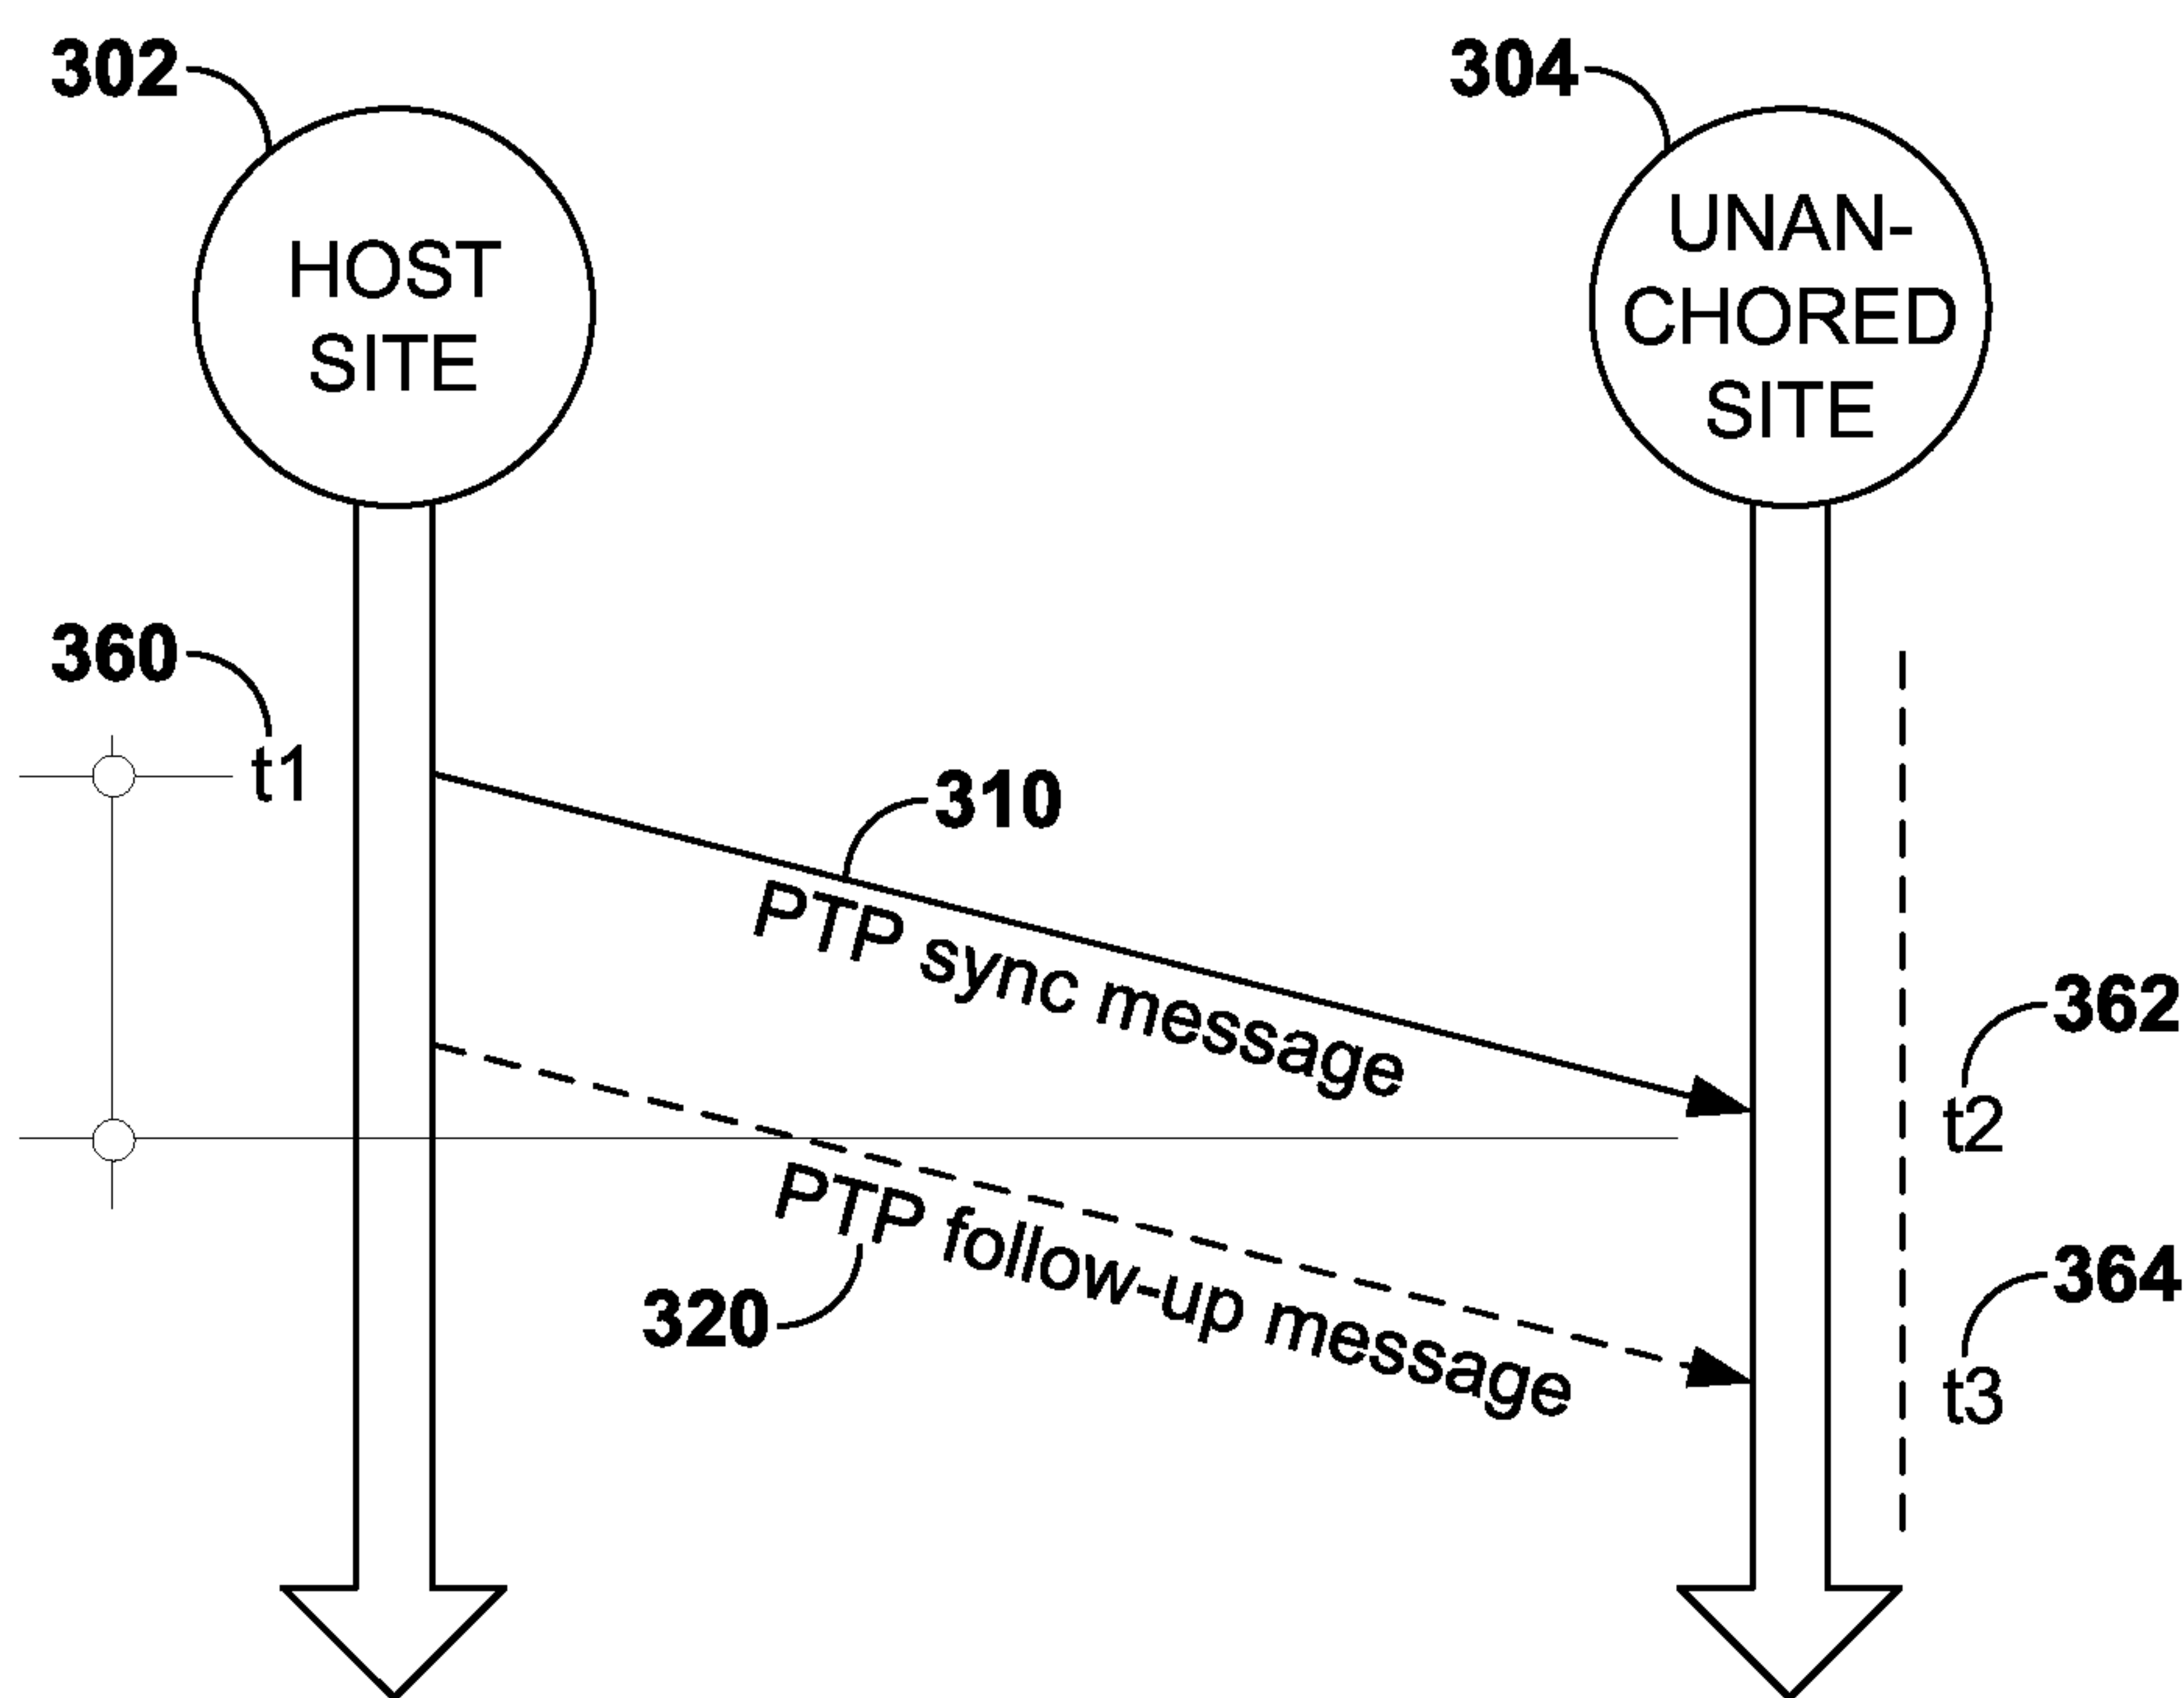 302
304
HOST
SITE
UNAN-
CHORED
SITE
360
t1
310
PTP sync message
362
t2
PTP follow-up message
320
364
t3